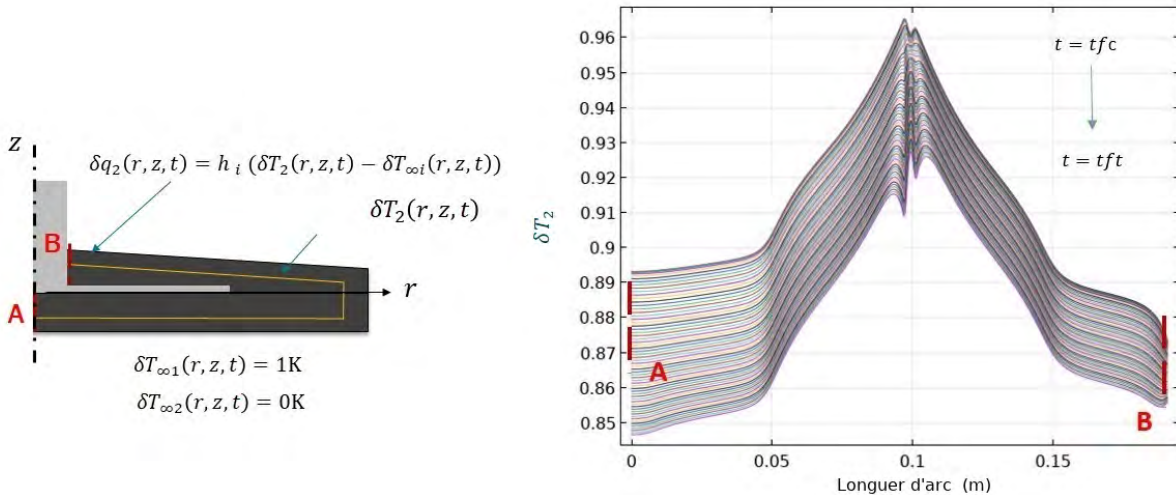 z
δq₂(r, z, t) = h ᵢ (δT₂(r, z, t) − δT∞ᵢ(r, z, t))
δT₂(r, z, t)
B
r
A
δT∞₁(r, z, t) = 1K
δT∞₂(r, z, t) = 0K
0.96
0.95
0.94
0.93
0.92
0.91
0.9
0.89
0.88
0.87
0.86
0.85
δT₂
t = tfc
t = tft
A
B
0
0.05
0.1
0.15
Longuer d'arc (m)